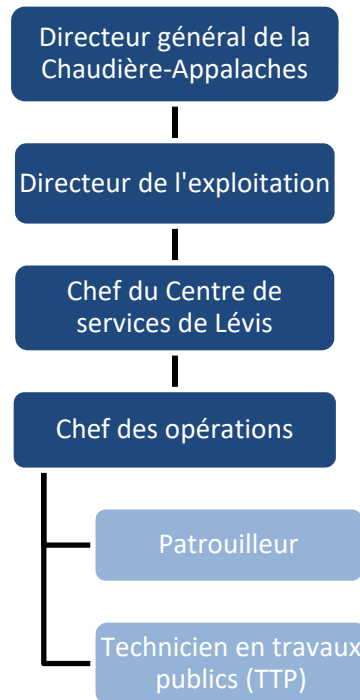 Directeur général de la
Chaudière-Appalaches
Directeur de l'exploitation
Chef du Centre de
services de Lévis
Chef des opérations
Patrouilleur
Technicien en travaux
publics (TTP)